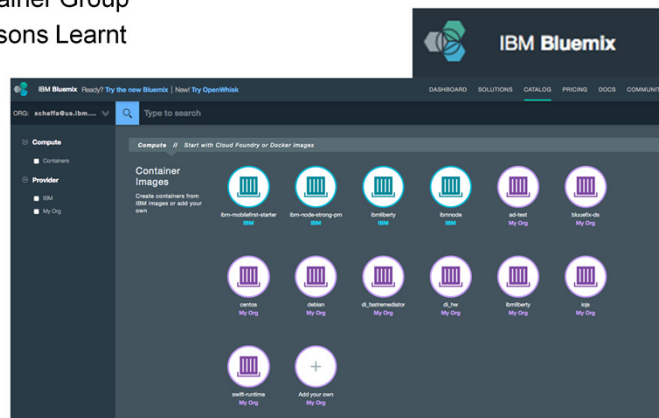 ainer Group
sons Learnt
IBM Bluemix
IBM Bluemix Ready? Try the new Bluemix | New! Try OpenWhisk
DASHBOARD SOLUTIONS CATALOG PRICING DOCS COMMUNIT
ORG: schaffa@us.ibm....
Type to search
Compute
Containers
Provider
IBM
My Org
Compute // Start with Cloud Foundry or Docker images
Container
Images
Create containers from
IBM images or add your
own
ibm-mobilefirst-starter ibm-node-strong-pm ibmliberty ibmnode ad-test bluefix-ds
IBM IBM IBM IBM My Org My Org
centos debian di_fastremediator di_hw ibmliberty iojs
My Org My Org My Org My Org My Org My Org
swift-runtime Add your own
My Org My Org